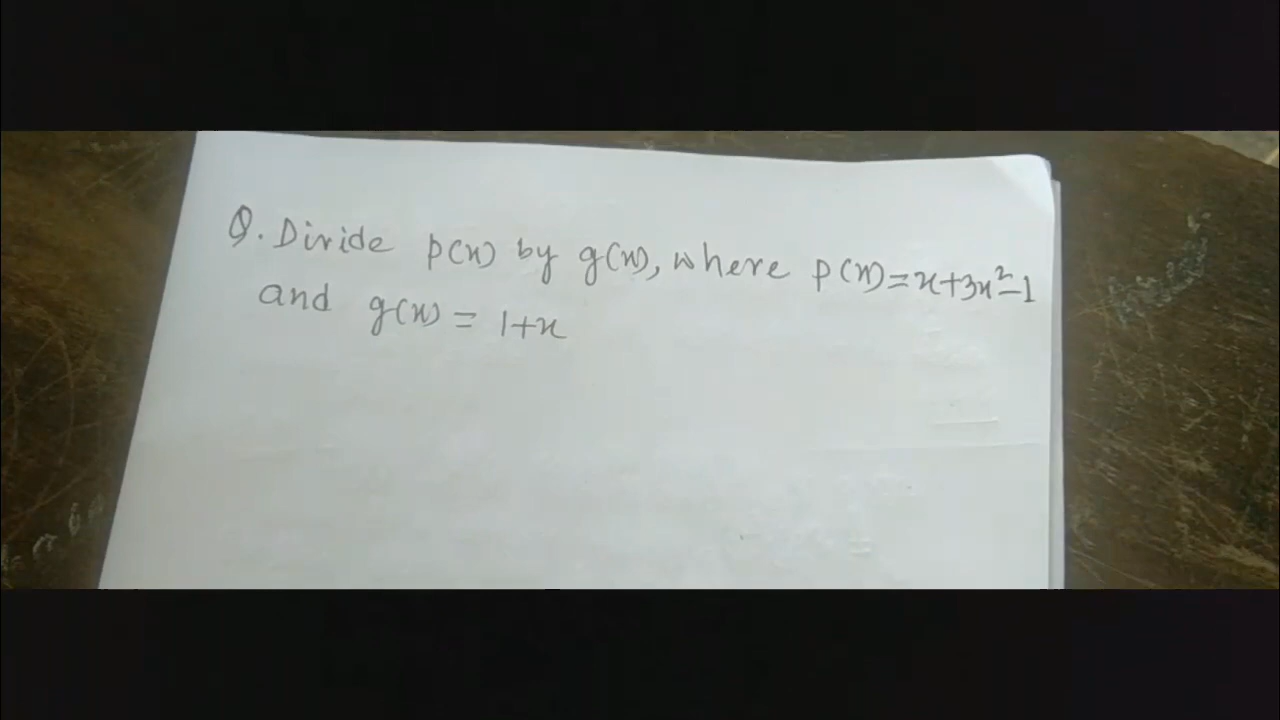 Q. Divide p(x) by g(x), where p(x)=x+3x²-1
and g(x) = 1+x